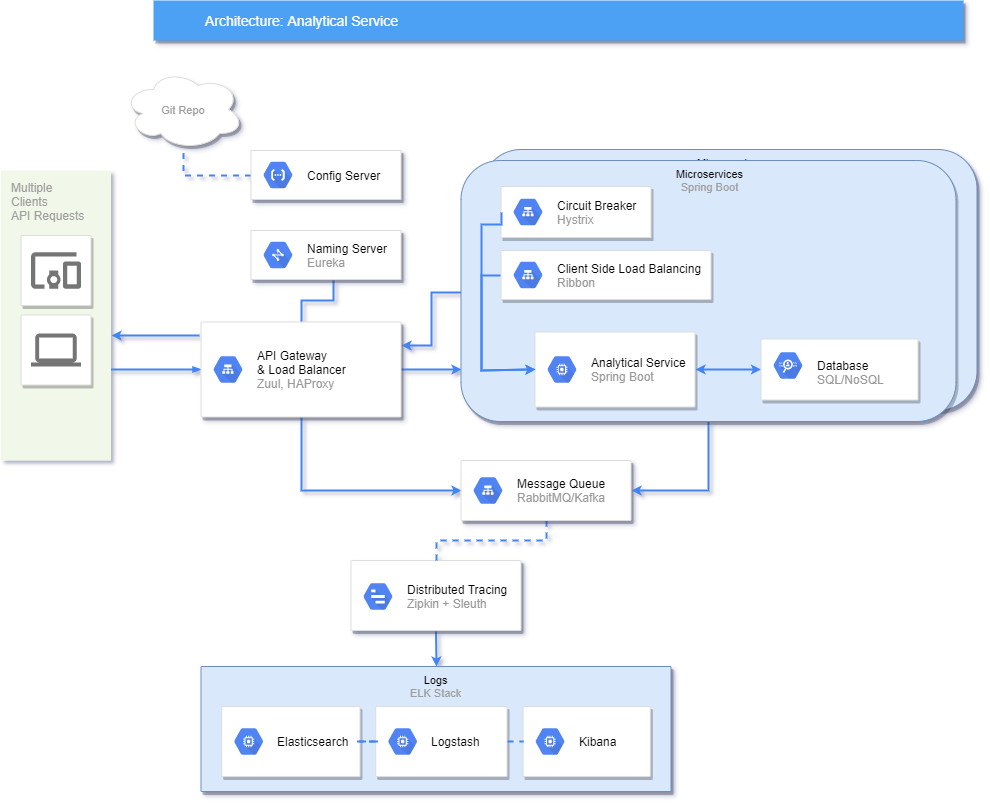 Architecture: Analytical Service
Git Repo
Config Server
Multiple
Clients
API Requests
Naming Server
Eureka
API Gateway
& Load Balancer
Zuul, HAProxy
Microservices
Spring Boot
Circuit Breaker
Hystrix
Client Side Load Balancing
Ribbon
Analytical Service
Spring Boot
Database
SQL/NoSQL
Message Queue
RabbitMQ/Kafka
Distributed Tracing
Zipkin + Sleuth
Logs
ELK Stack
Elasticsearch
Logstash
Kibana